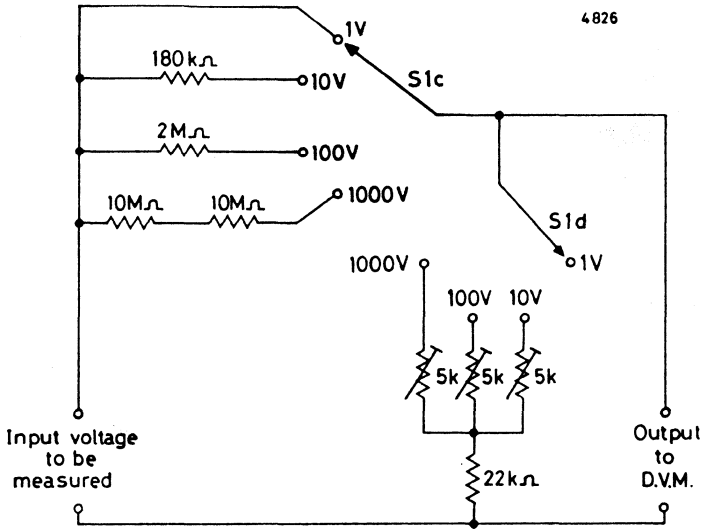 4826
1V
180kΩ
S1c
10V
2MΩ
100V
10MΩ 10MΩ
1000V
S1d
1000V
1V
100V 10V
5k 5k 5k
Input voltage
to be
measured
Output
to
D.V.M.
22kΩ